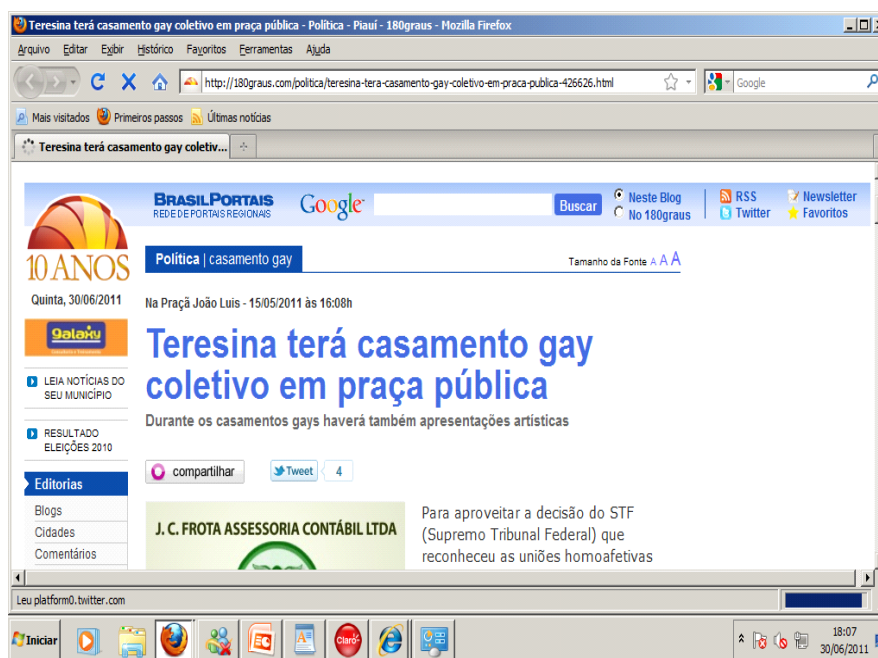 Teresina terá casamento gay coletivo em praça pública - Política - Piauí - 180graus - Mozilla Firefox
Arquivo Editar Exibir Histórico Favoritos Ferramentas Ajuda
http://180graus.com/politica/teresina-tera-casamento-gay-coletivo-em-praca-publica-426626.html
Google
Mais visitados Primeiros passos Últimas notícias
Teresina terá casamento gay coletiv...
BRASILPORTAIS
REDE DE PORTAIS REGIONAIS
Google
Buscar
Neste Blog
No 180graus
RSS
Twitter
Newsletter
Favoritos
10 ANOS
Quinta, 30/06/2011
galaxy
LEIA NOTÍCIAS DO
SEU MUNICÍPIO
RESULTADO
ELEIÇÕES 2010
Editorias
Blogs
Cidades
Comentários
Política | casamento gay
Tamanho da Fonte A A A
Na Praçã João Luis - 15/05/2011 às 16:08h
Teresina terá casamento gay
coletivo em praça pública
Durante os casamentos gays haverá também apresentações artísticas
compartilhar
Tweet 4
J. C. FROTA ASSESSORIA CONTÁBIL LTDA
Para aproveitar a decisão do STF
(Supremo Tribunal Federal) que
reconheceu as uniões homoafetivas
Leu platform0.twitter.com
Iniciar
Claro
18:07
30/06/2011